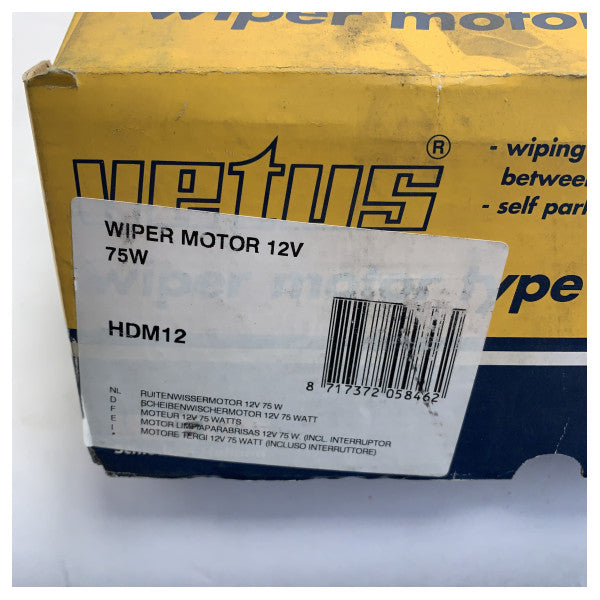 wiper motor
vetus®
- wiping
between
- self park
wiper motor type
WIPER MOTOR 12V
75W
HDM12
8 717372 058462
NL RUITENWISSERMOTOR 12V 75 W
D SCHEIBENWISCHERMOTOR 12V 75 WATT
F MOTEUR 12V 75 WATTS
E MOTOR LIMPIAPARABRISAS 12V 75 W. (INCL. INTERRUPTOR
I MOTORE TERGI 12V 75 WATT (INCLUSO INTERRUTTORE)